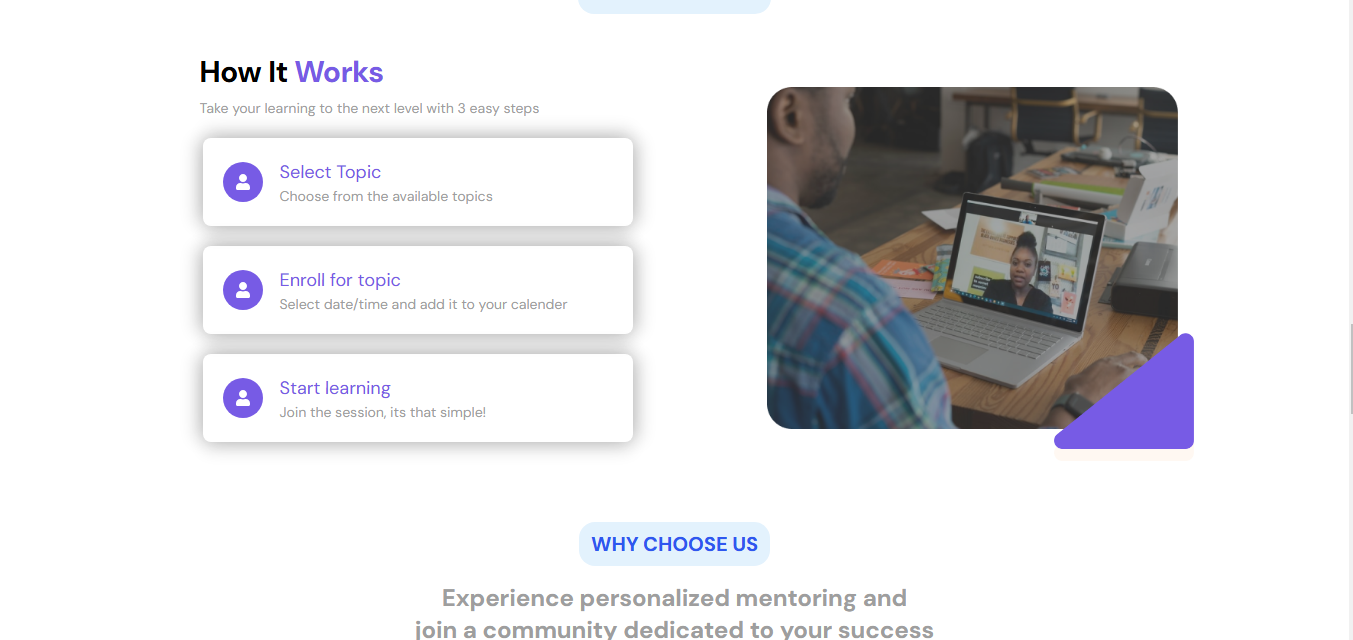 How It Works
Take your learning to the next level with 3 easy steps
Select Topic
Choose from the available topics
Enroll for topic
Select date/time and add it to your calender
Start learning
Join the session, its that simple!
WHY CHOOSE US
Experience personalized mentoring and
join a community dedicated to your success